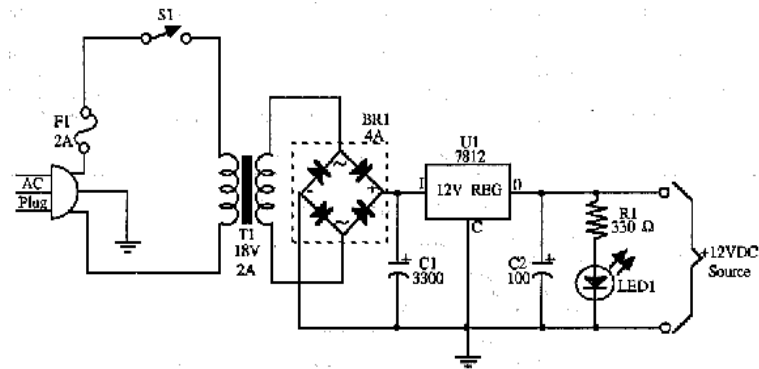 S1
F1
2A
AC
Plug
T1
18V
2A
BR1
4A
~
-
+
~
U1
7812
I
12V REG
O
C
+
C1
3300
+
C2
100
R1
330 Ω
LED1
+12VDC
Source